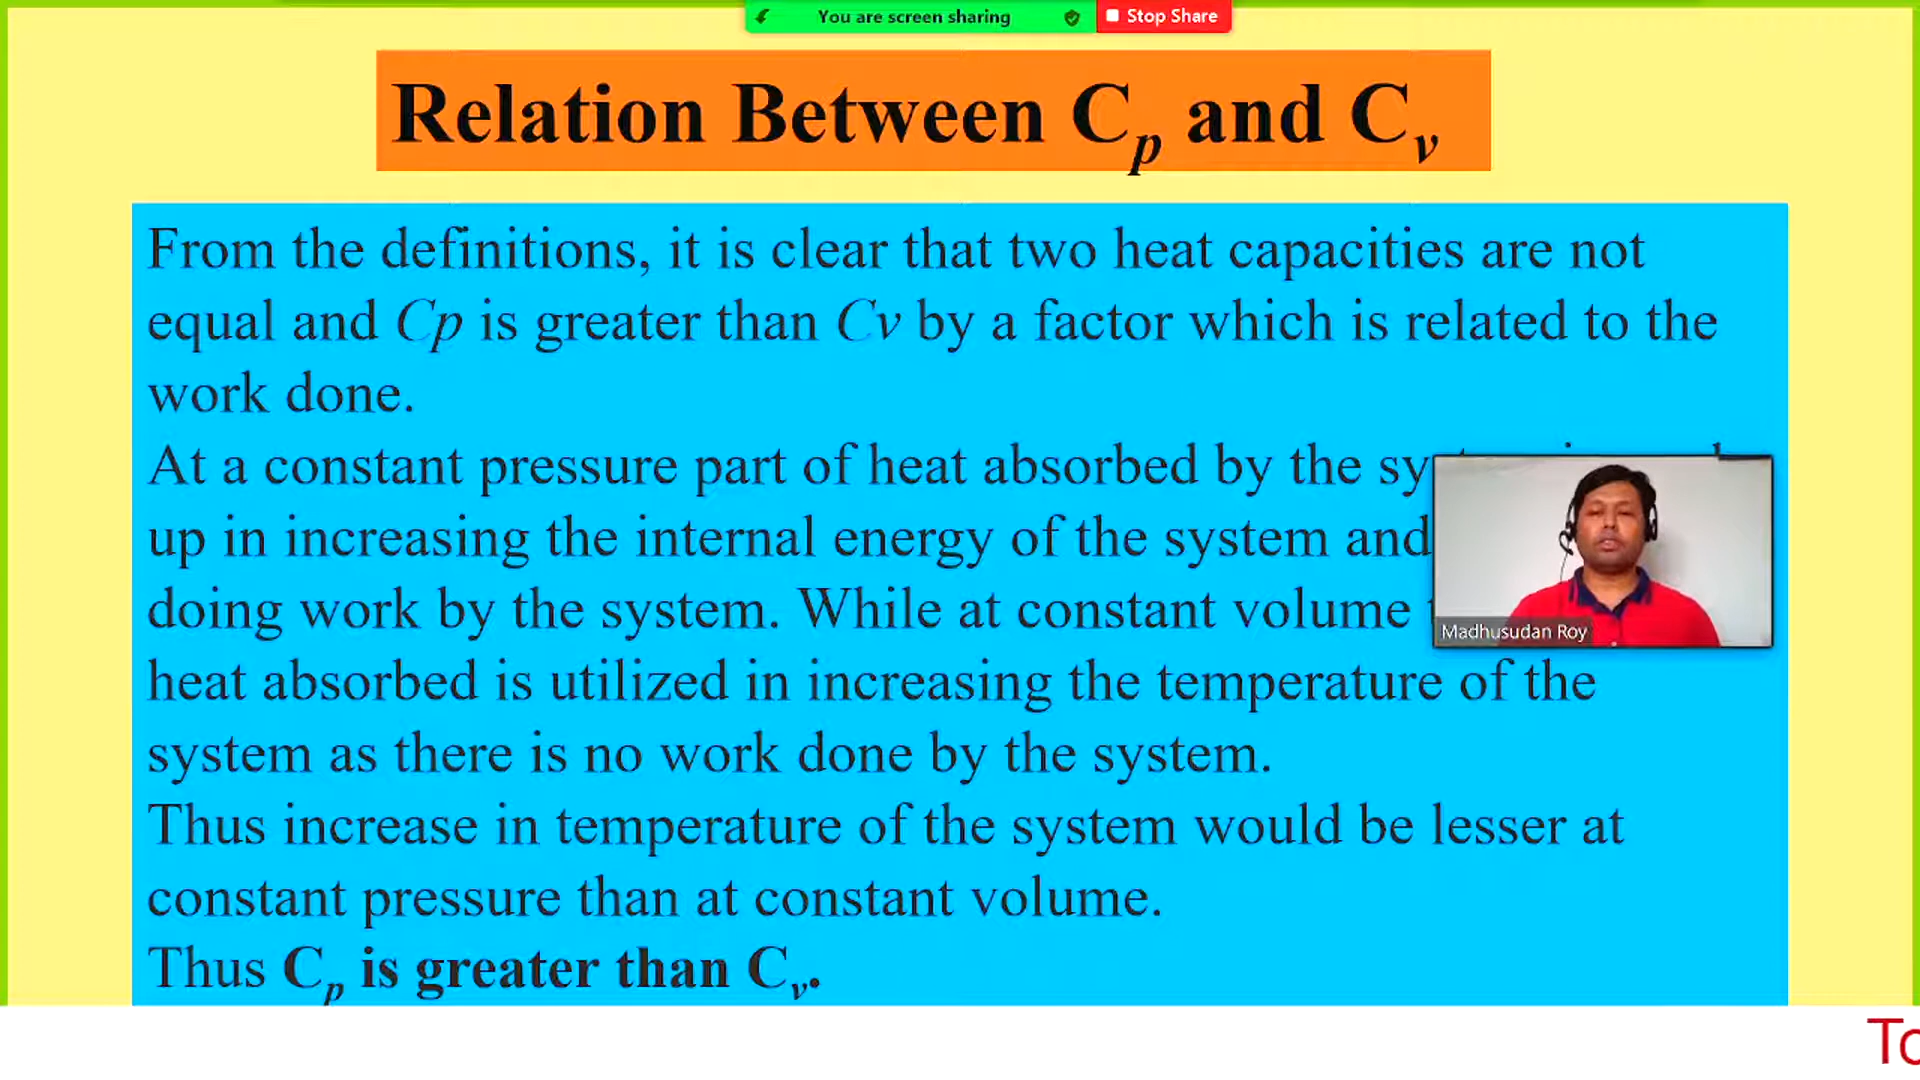 You are screen sharing
Stop Share
Relation Between Cp and Cv
From the definitions, it is clear that two heat capacities are not
equal and Cp is greater than Cv by a factor which is related to the
work done.
At a constant pressure part of heat absorbed by the
up in increasing the internal energy of the system and
doing work by the system. While at constant volume
heat absorbed is utilized in increasing the temperature of the
system as there is no work done by the system.
Thus increase in temperature of the system would be lesser at
constant pressure than at constant volume.
Thus Cp is greater than Cv.
Madhusudan Roy